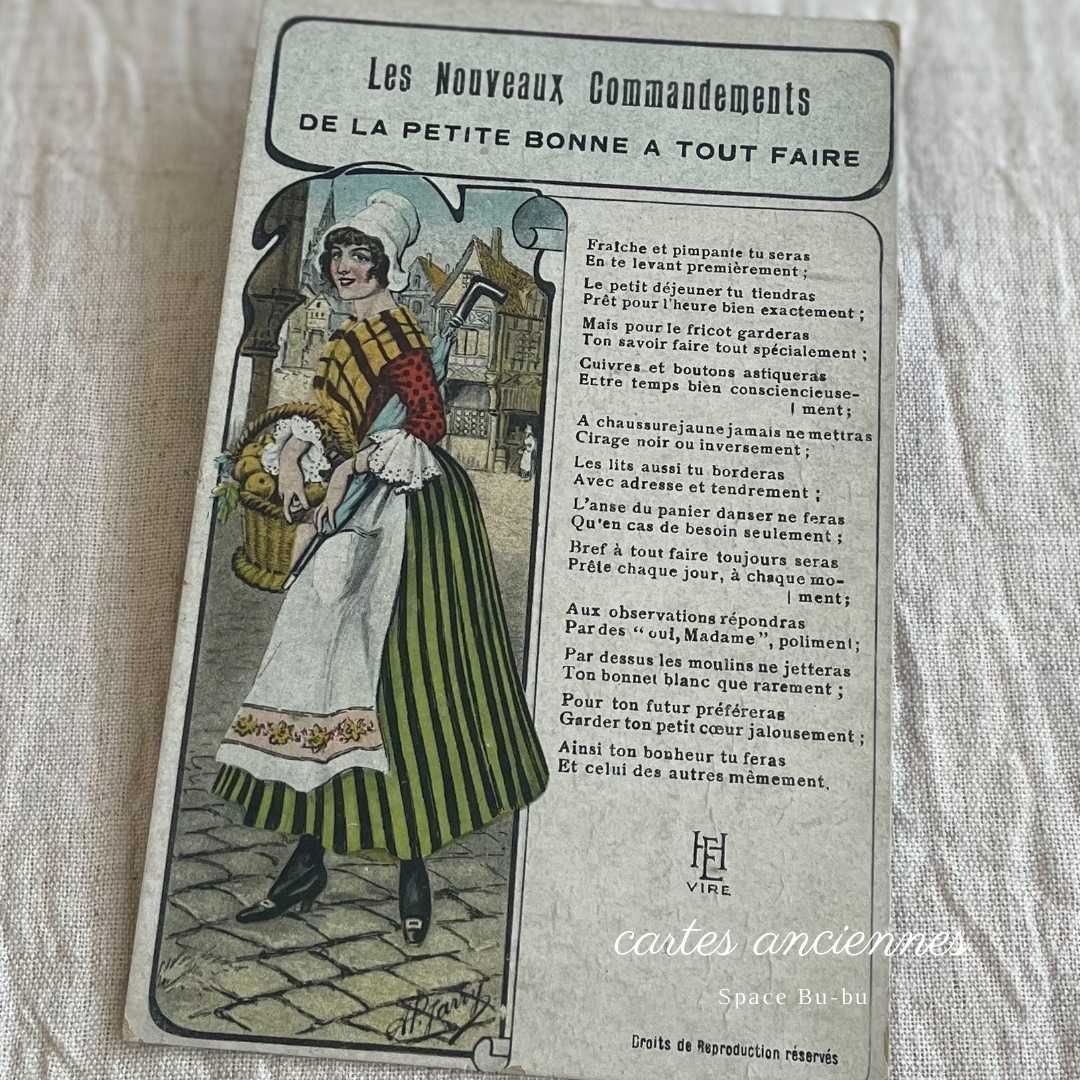 Les Nouveaux Commandements
DE LA PETITE BONNE A TOUT FAIRE
Fraîche et pimpante tu seras
En te levant premièrement ;
Le petit déjeuner tu tiendras
Prêt pour l'heure bien exactement ;
Mais pour le fricot garderas
Ton savoir faire tout spécialement ;
Cuivres et boutons astiqueras
Entre temps bien consciencieuse-
| ment ;
A chaussure jaune jamais ne mettras
Cirage noir ou inversement ;
Les lits aussi tu borderas
Avec adresse et tendrement ;
L'anse du panier danser ne feras
Qu'en cas de besoin seulement ;
Bref à tout faire toujours seras
Prête chaque jour, à chaque mo-
| ment ;
Aux observations répondras
Par des “ oui, Madame ”, poliment ;
Par dessus les moulins ne jetteras
Ton bonnet blanc que rarement ;
Pour ton futur préféreras
Garder ton petit cœur jalousement ;
Ainsi ton bonheur tu feras
Et celui des autres mêmement.
HE
VIRE
cartes anciennes
Space Bu-bu
Droits de Reproduction réservés